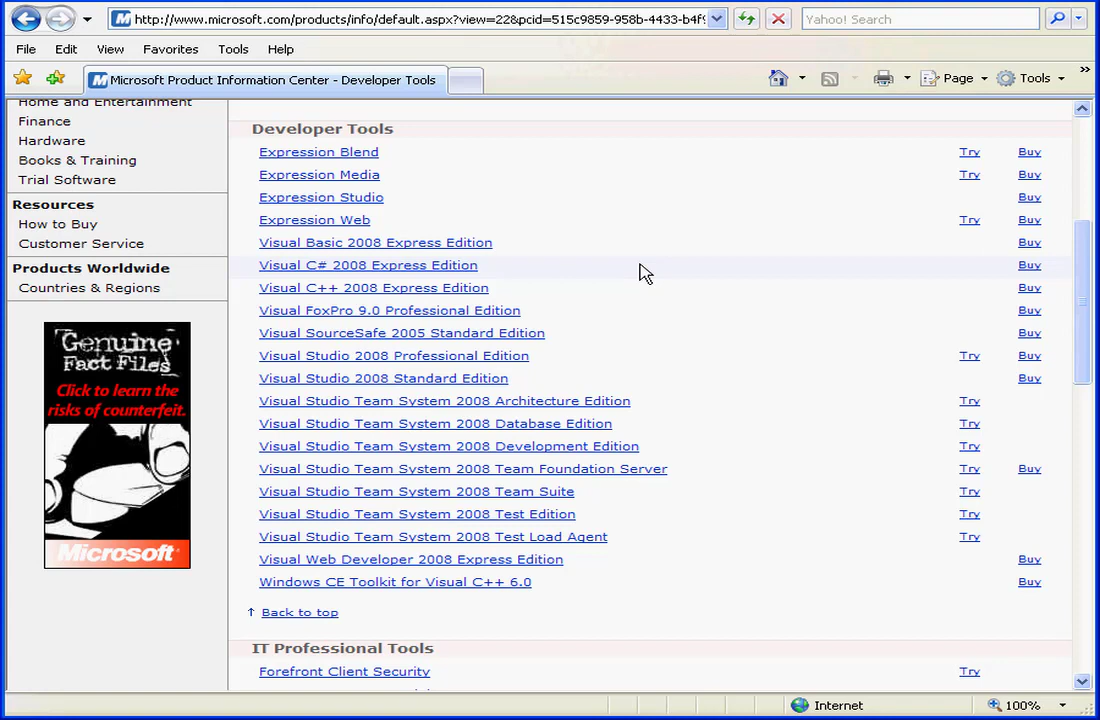 http://www.microsoft.com/products/info/default.aspx?view=22&pcid=515c9859-958b-4433-b4f9
Yahoo! Search
File Edit View Favorites Tools Help
Microsoft Product Information Center - Developer Tools
Page Tools »
Home and Entertainment
Finance
Hardware
Books & Training
Trial Software
Resources
How to Buy
Customer Service
Products Worldwide
Countries & Regions
Genuine
Fact Files
Click to learn the
risks of counterfeit.
Microsoft
Developer Tools
Expression Blend Try Buy
Expression Media Try Buy
Expression Studio Buy
Expression Web Try Buy
Visual Basic 2008 Express Edition Buy
Visual C# 2008 Express Edition Buy
Visual C++ 2008 Express Edition Buy
Visual FoxPro 9.0 Professional Edition Buy
Visual SourceSafe 2005 Standard Edition Buy
Visual Studio 2008 Professional Edition Try Buy
Visual Studio 2008 Standard Edition Buy
Visual Studio Team System 2008 Architecture Edition Try
Visual Studio Team System 2008 Database Edition Try
Visual Studio Team System 2008 Development Edition Try
Visual Studio Team System 2008 Team Foundation Server Try Buy
Visual Studio Team System 2008 Team Suite Try
Visual Studio Team System 2008 Test Edition Try
Visual Studio Team System 2008 Test Load Agent Try
Visual Web Developer 2008 Express Edition Buy
Windows CE Toolkit for Visual C++ 6.0 Buy
↑ Back to top
IT Professional Tools
Forefront Client Security Try
Internet 100%